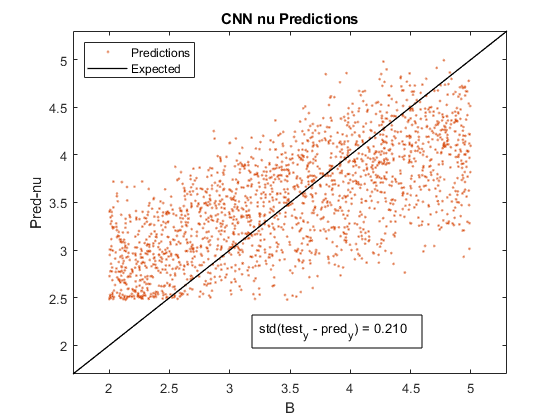 CNN nu Predictions
Predictions
Expected
5
4.5
4
3.5
3
2.5
2
Pred-nu
std(test_y - pred_y) = 0.210
2
2.5
3
3.5
4
4.5
5
B